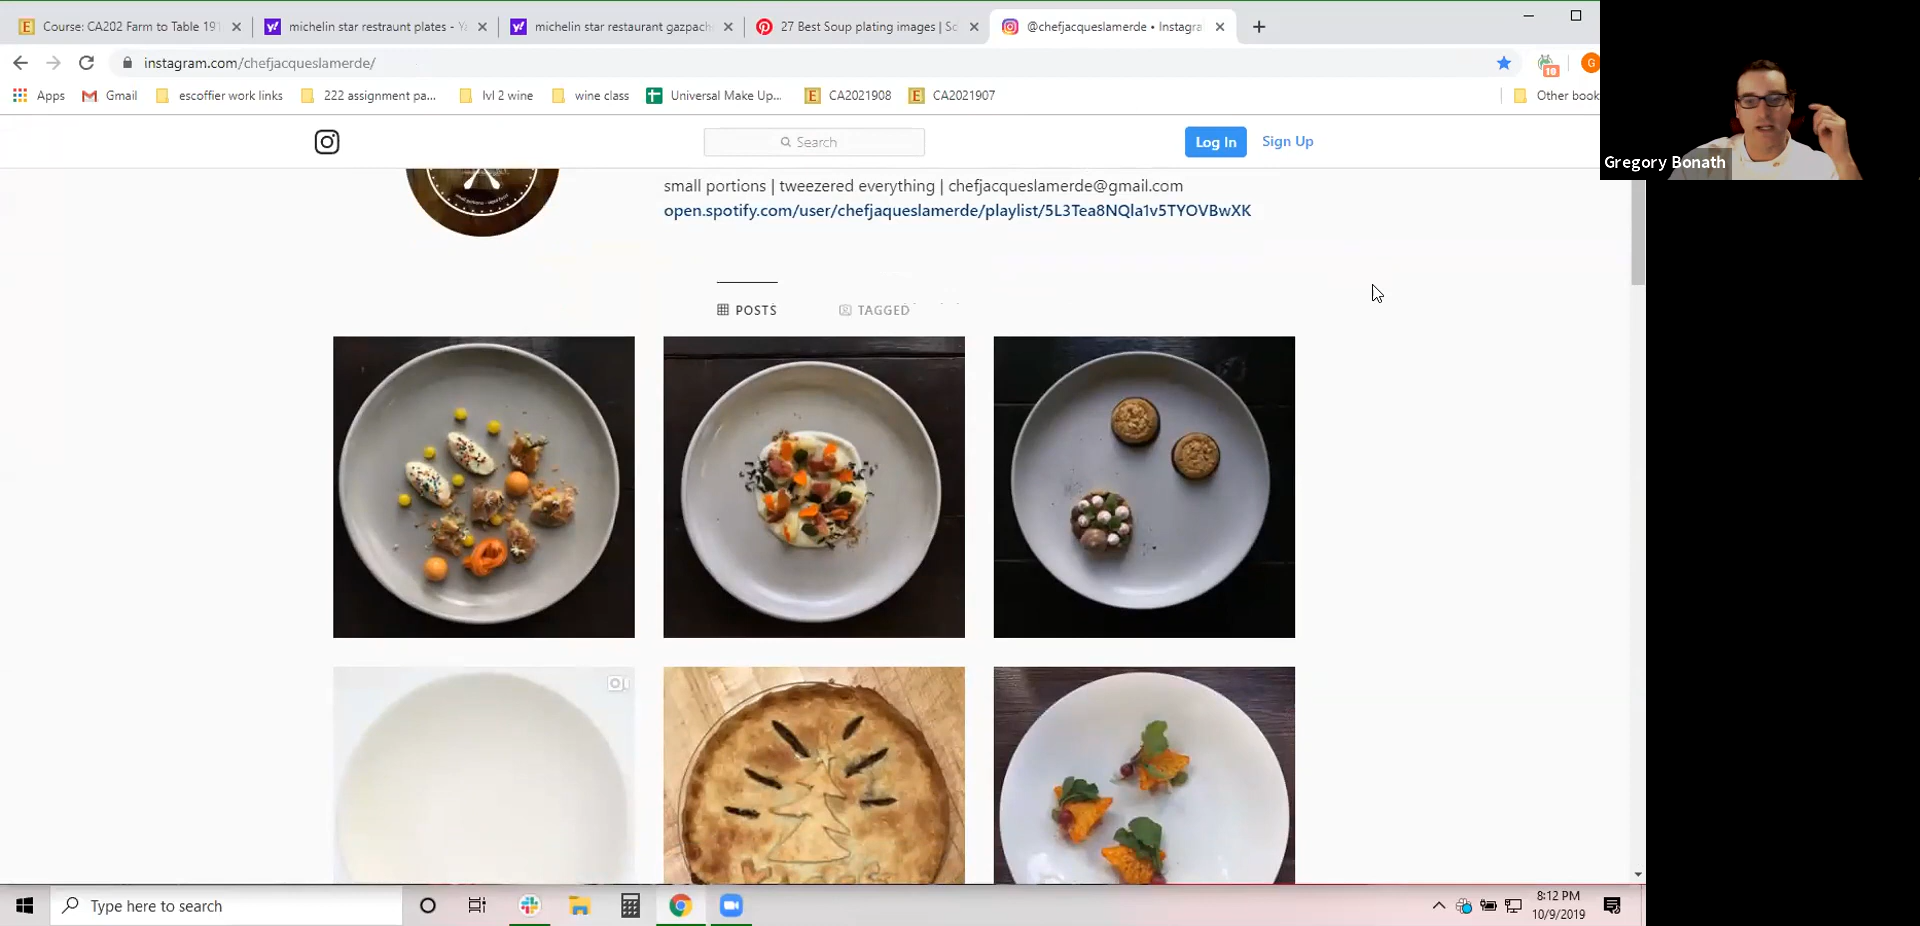 Course: CA202 Farm to Table 191
michelin star restraunt plates - Ya
michelin star restaurant gazpach
27 Best Soup plating images | So
@chefjacqueslamerde • Instagra
instagram.com/chefjacqueslamerde/
10
G
Apps
Gmail
escoffier work links
222 assignment pa...
lvl 2 wine
wine class
Universal Make Up...
CA2021908
CA2021907
Other book
Gregory Bonath
Search
Log In
Sign Up
small portions | tweezered everything | chefjacqueslamerde@gmail.com
open.spotify.com/user/chefjaqueslamerde/playlist/5L3Tea8NQla1v5TYOVBwXK
POSTS
TAGGED
Type here to search
8:12 PM
10/9/2019